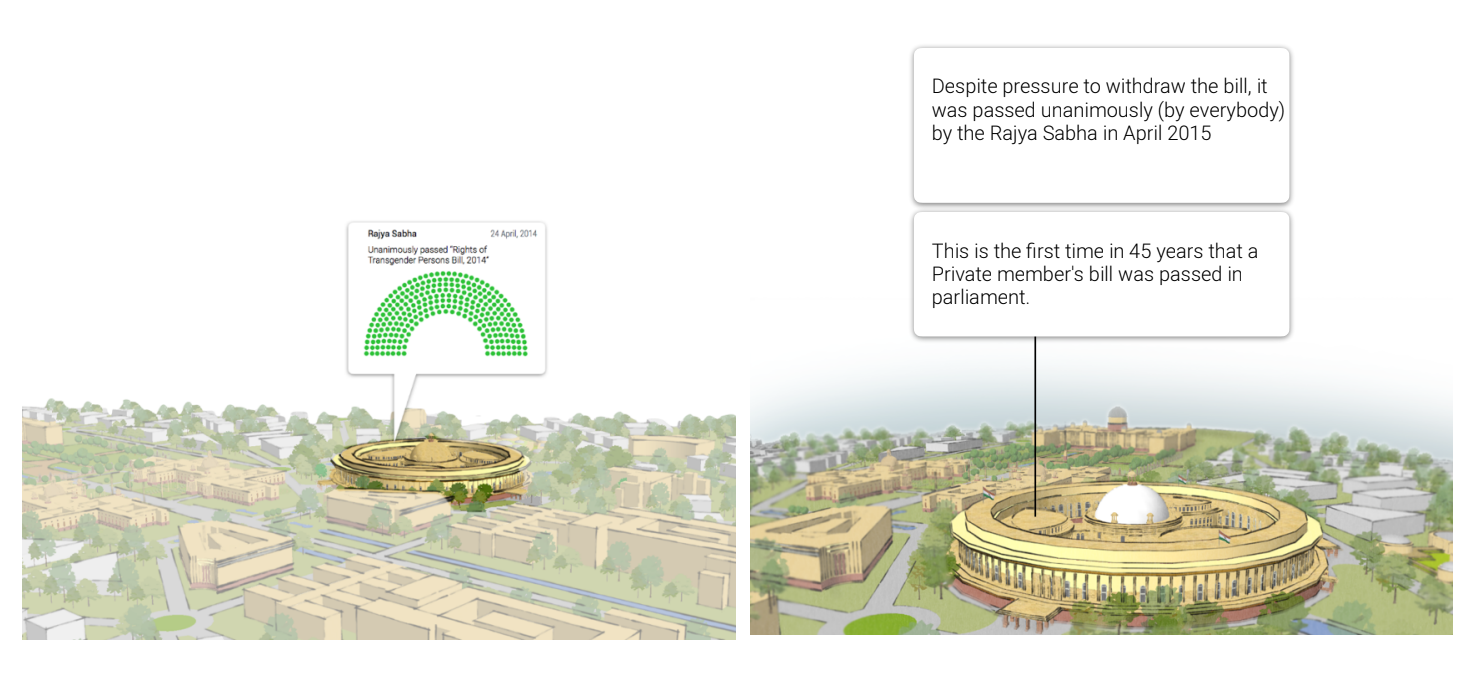 Rajya Sabha 24 April, 2014
Unanimously passed "Rights of
Transgender Persons Bill, 2014"
Despite pressure to withdraw the bill, it
was passed unanimously (by everybody)
by the Rajya Sabha in April 2015
This is the first time in 45 years that a
Private member's bill was passed in
parliament.